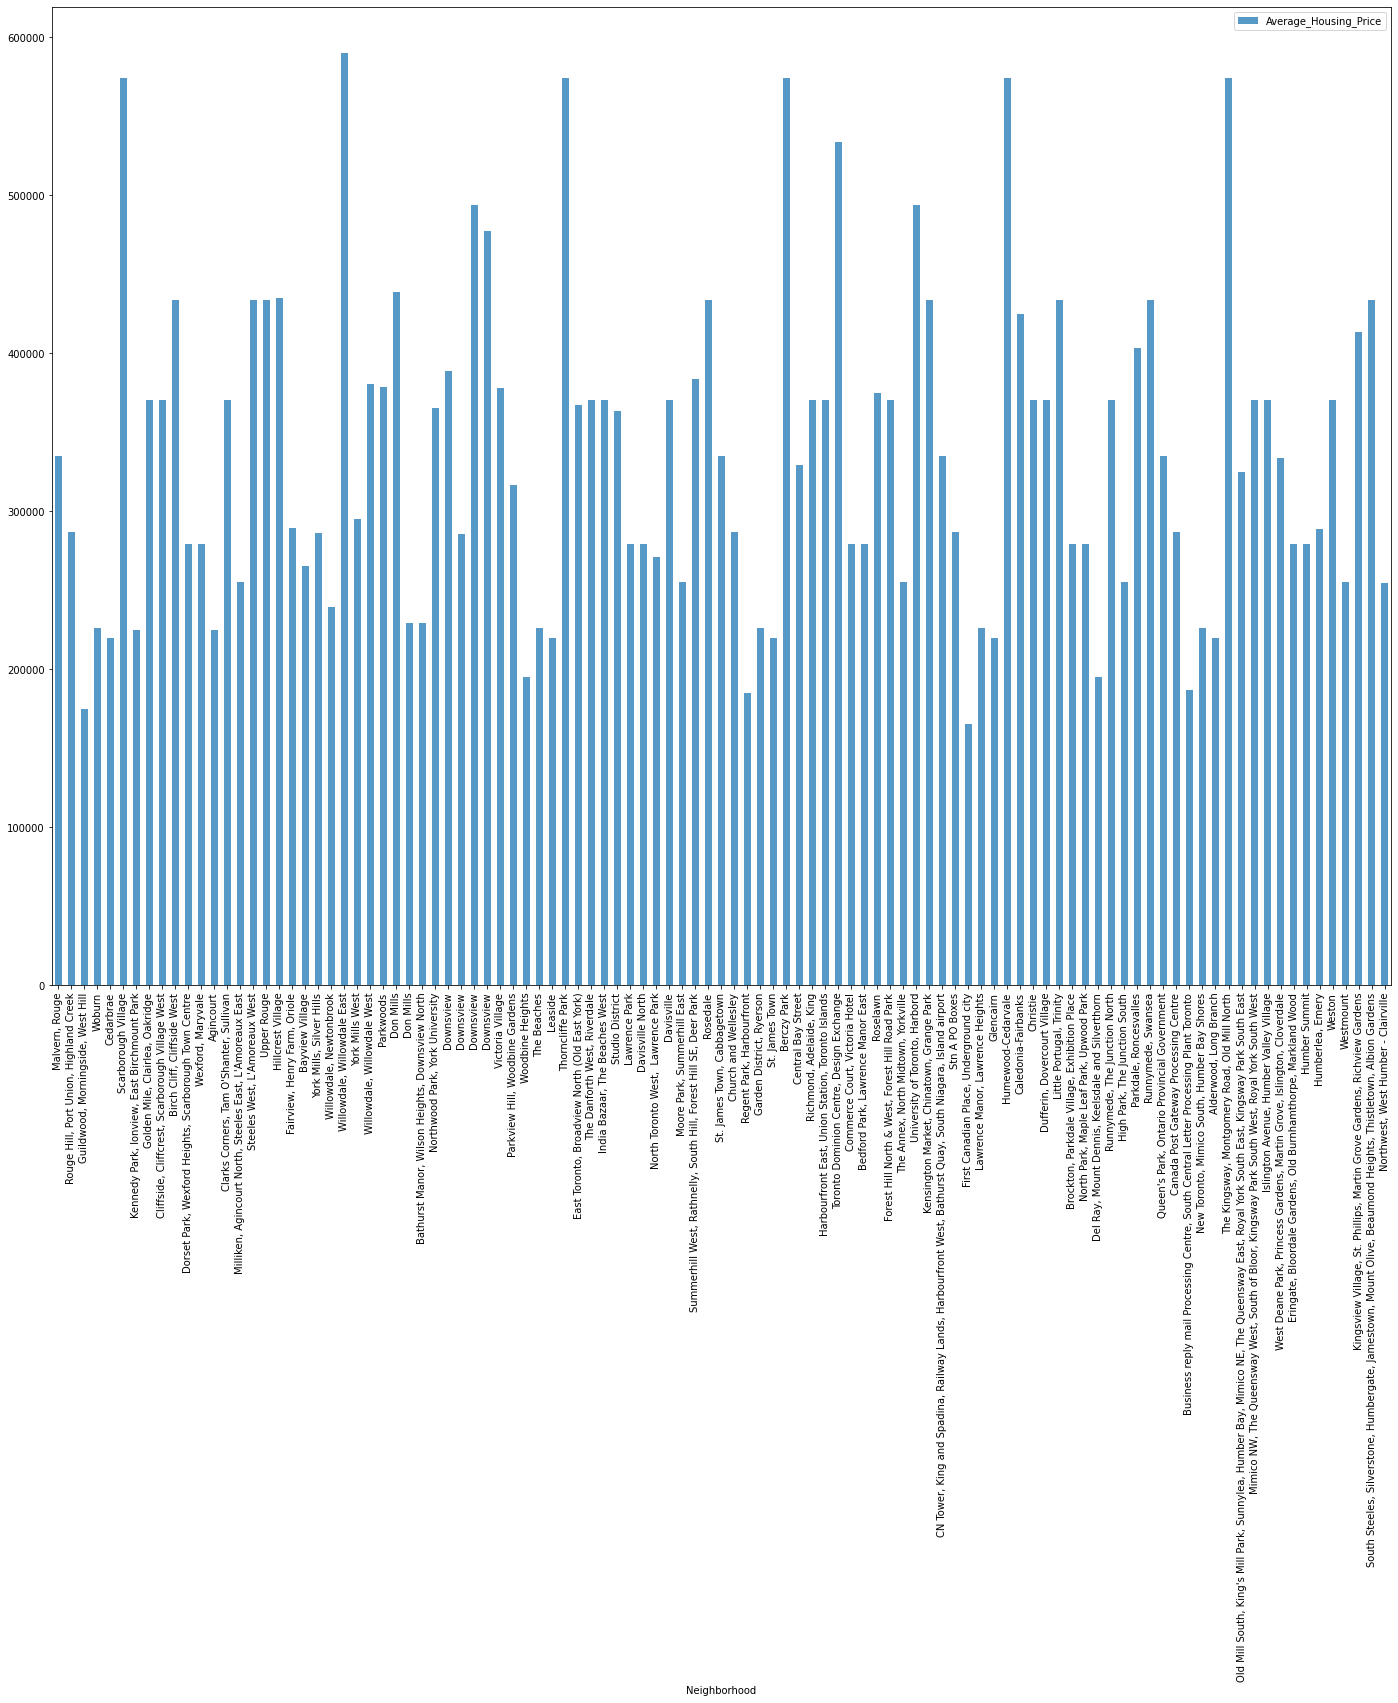 Average_Housing_Price
600000
500000
400000
300000
200000
100000
0
Malvern, Rouge
Rouge Hill, Port Union, Highland Creek
Guildwood, Morningside, West Hill
Woburn
Cedarbrae
Scarborough Village
Kennedy Park, Ionview, East Birchmount Park
Golden Mile, Clairlea, Oakridge
Cliffside, Cliffcrest, Scarborough Village West
Birch Cliff, Cliffside West
Dorset Park, Wexford Heights, Scarborough Town Centre
Wexford, Maryvale
Agincourt
Clarks Corners, Tam O'Shanter, Sullivan
Milliken, Agincourt North, Steeles East, L'Amoreaux East
Steeles West, L'Amoreaux West
Upper Rouge
Hillcrest Village
Fairview, Henry Farm, Oriole
Bayview Village
York Mills, Silver Hills
Willowdale, Newtonbrook
Willowdale, Willowdale East
York Mills West
Willowdale, Willowdale West
Parkwoods
Don Mills
Don Mills
Bathurst Manor, Wilson Heights, Downsview North
Northwood Park, York University
Downsview
Downsview
Downsview
Downsview
Victoria Village
Parkview Hill, Woodbine Gardens
Woodbine Heights
The Beaches
Leaside
Thorncliffe Park
East Toronto, Broadview North (Old East York)
The Danforth West, Riverdale
India Bazaar, The Beaches West
Studio District
Lawrence Park
Davisville North
North Toronto West, Lawrence Park
Davisville
Moore Park, Summerhill East
Summerhill West, Rathnelly, South Hill, Forest Hill SE, Deer Park
Rosedale
St. James Town, Cabbagetown
Church and Wellesley
Regent Park, Harbourfront
Garden District, Ryerson
St. James Town
Berczy Park
Central Bay Street
Richmond, Adelaide, King
Harbourfront East, Union Station, Toronto Islands
Toronto Dominion Centre, Design Exchange
Commerce Court, Victoria Hotel
Bedford Park, Lawrence Manor East
Roselawn
Forest Hill North & West, Forest Hill Road Park
The Annex, North Midtown, Yorkville
University of Toronto, Harbord
Kensington Market, Chinatown, Grange Park
CN Tower, King and Spadina, Railway Lands, Harbourfront West, Bathurst Quay, South Niagara, Island airport
Stn A PO Boxes
First Canadian Place, Underground city
Lawrence Manor, Lawrence Heights
Glencairn
Humewood-Cedarvale
Caledonia-Fairbanks
Christie
Dufferin, Dovercourt Village
Little Portugal, Trinity
Brockton, Parkdale Village, Exhibition Place
North Park, Maple Leaf Park, Upwood Park
Del Ray, Mount Dennis, Keelsdale and Silverthorn
Runnymede, The Junction North
High Park, The Junction South
Parkdale, Roncesvalles
Runnymede, Swansea
Queen's Park, Ontario Provincial Government
Canada Post Gateway Processing Centre
Business reply mail Processing Centre, South Central Letter Processing Plant Toronto
New Toronto, Mimico South, Humber Bay Shores
Alderwood, Long Branch
The Kingsway, Montgomery Road, Old Mill North
Old Mill South, King's Mill Park, Sunnylea, Humber Bay, Mimico NE, The Queensway East, Royal York South East, Kingsway Park South East
Mimico NW, The Queensway West, South of Bloor, Kingsway Park South West, Royal York South West
Islington Avenue, Humber Valley Village
West Deane Park, Princess Gardens, Martin Grove, Islington, Cloverdale
Eringate, Bloordale Gardens, Old Burnhamthorpe, Markland Wood
Humber Summit
Humberlea, Emery
Weston
Westmount
Kingsview Village, St. Phillips, Martin Grove Gardens, Richview Gardens
South Steeles, Silverstone, Humbergate, Jamestown, Mount Olive, Beaumond Heights, Thistletown, Albion Gardens
Northwest, West Humber - Clairville
Neighborhood